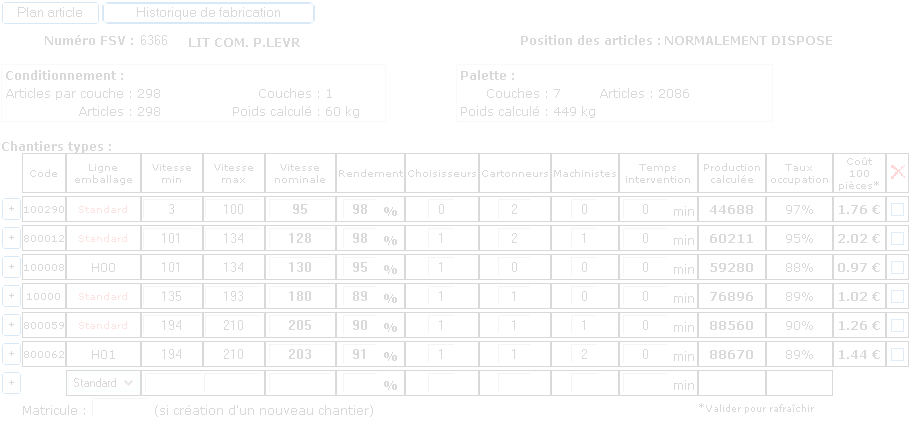 Plan article Historique de fabrication
Numéro FSV : 6366 LIT COM. P.LEVR Position des articles : NORMALEMENT DISPOSE
Conditionnement : Palette :
Articles par couche : 298 Couches : 1 Couches : 7 Articles : 2086
Articles : 298 Poids calculé : 60 kg Poids calculé : 449 kg
Chantiers types :
Code Ligne emballage Vitesse min Vitesse max Vitesse nominale Rendement Choisisseurs Cartonneurs Machinistes Temps intervention Production calculée Taux occupation Coût 100 pièces*
+ 100290 Standard 3 100 95 98 % 0 2 0 0 min 44688 97% 1.76 €
+ 800012 Standard 101 134 128 98 % 1 2 1 0 min 60211 95% 2.02 €
+ 100008 H00 101 134 130 95 % 1 0 0 0 min 59280 88% 0.97 €
+ 10000 Standard 135 193 180 89 % 1 1 0 0 min 76896 89% 1.02 €
+ 800059 Standard 194 210 205 90 % 1 1 1 0 min 88560 90% 1.26 €
+ 800062 H01 194 210 203 91 % 1 1 2 0 min 88670 89% 1.44 €
+ Standard % min
Matricule : (si création d'un nouveau chantier) *Valider pour rafraîchir